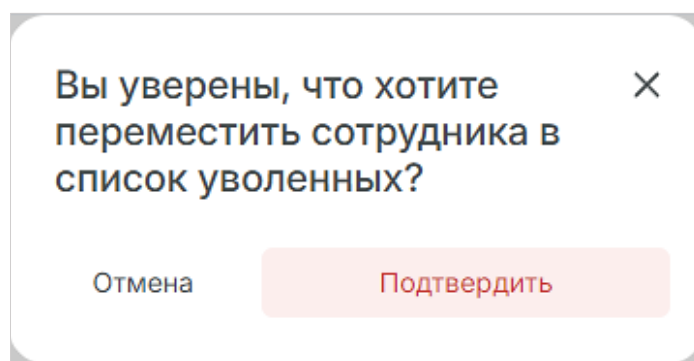 Вы уверены, что хотите
переместить сотрудника в
список уволенных?
Отмена
Подтвердить